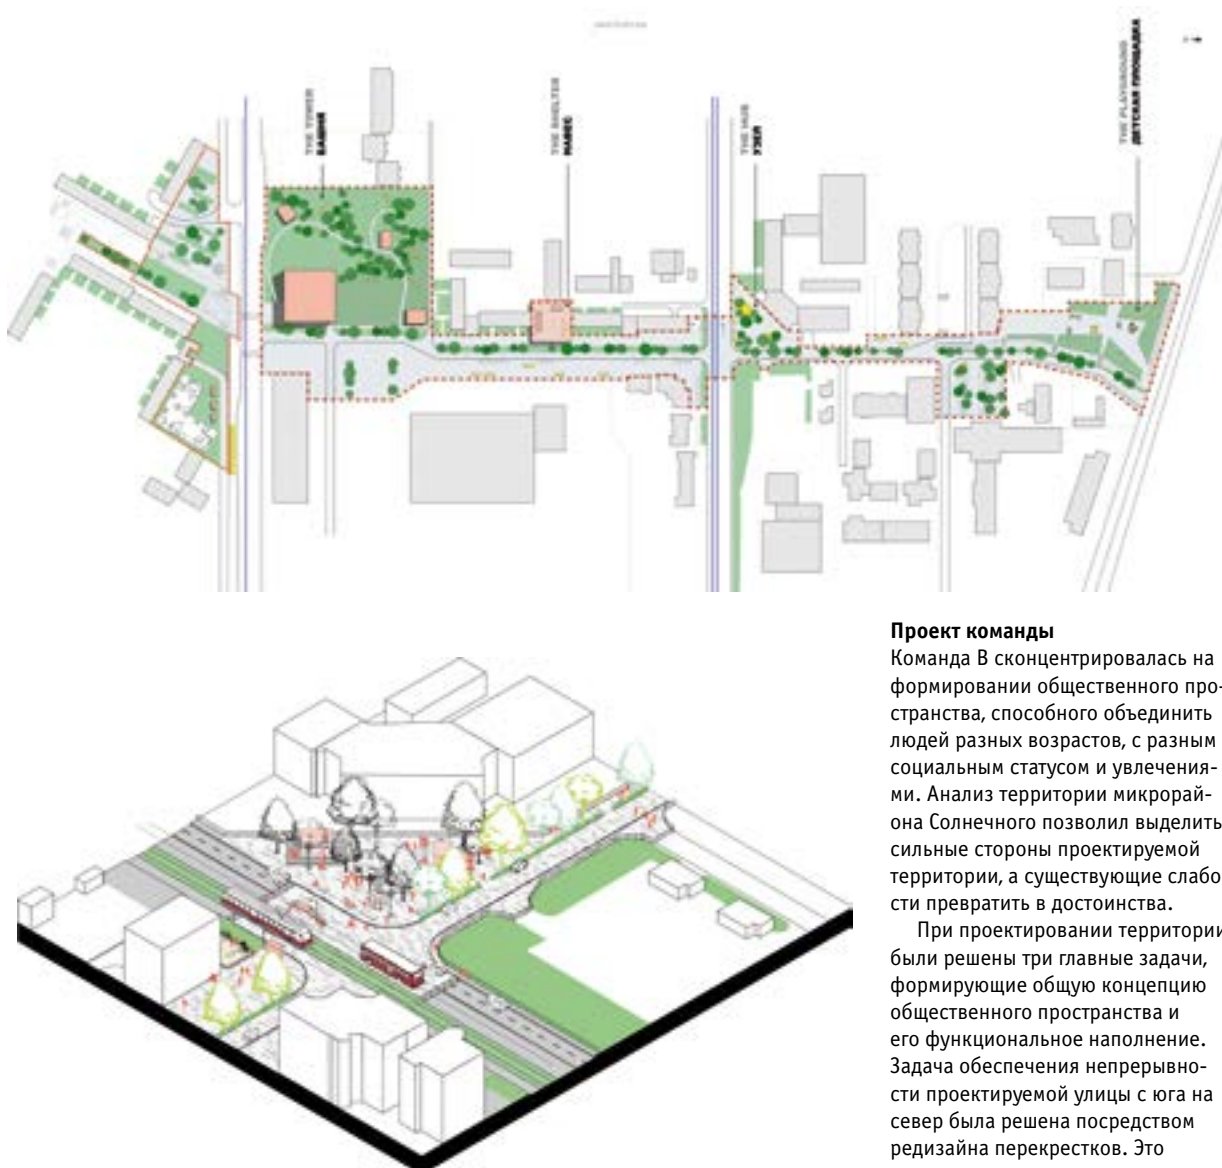 THE TOWER
БАШНЯ
THE SHELTER
НАВЕС
THE HUB
УЗЕЛ
THE PLAYGROUND
ДЕТСКАЯ ПЛОЩАДКА
Проект команды
Команда В сконцентрировалась на
формировании общественного про-
странства, способного объединить
людей разных возрастов, с разным
социальным статусом и увлечения-
ми. Анализ территории микрорай-
она Солнечного позволил выделить
сильные стороны проектируемой
территории, а существующие слабо
сти превратить в достоинства.
При проектировании территории
были решены три главные задачи,
формирующие общую концепцию
общественного пространства и
его функциональное наполнение.
Задача обеспечения непрерывно-
сти проектируемой улицы с юга на
север была решена посредством
редизайна перекрестков. Это